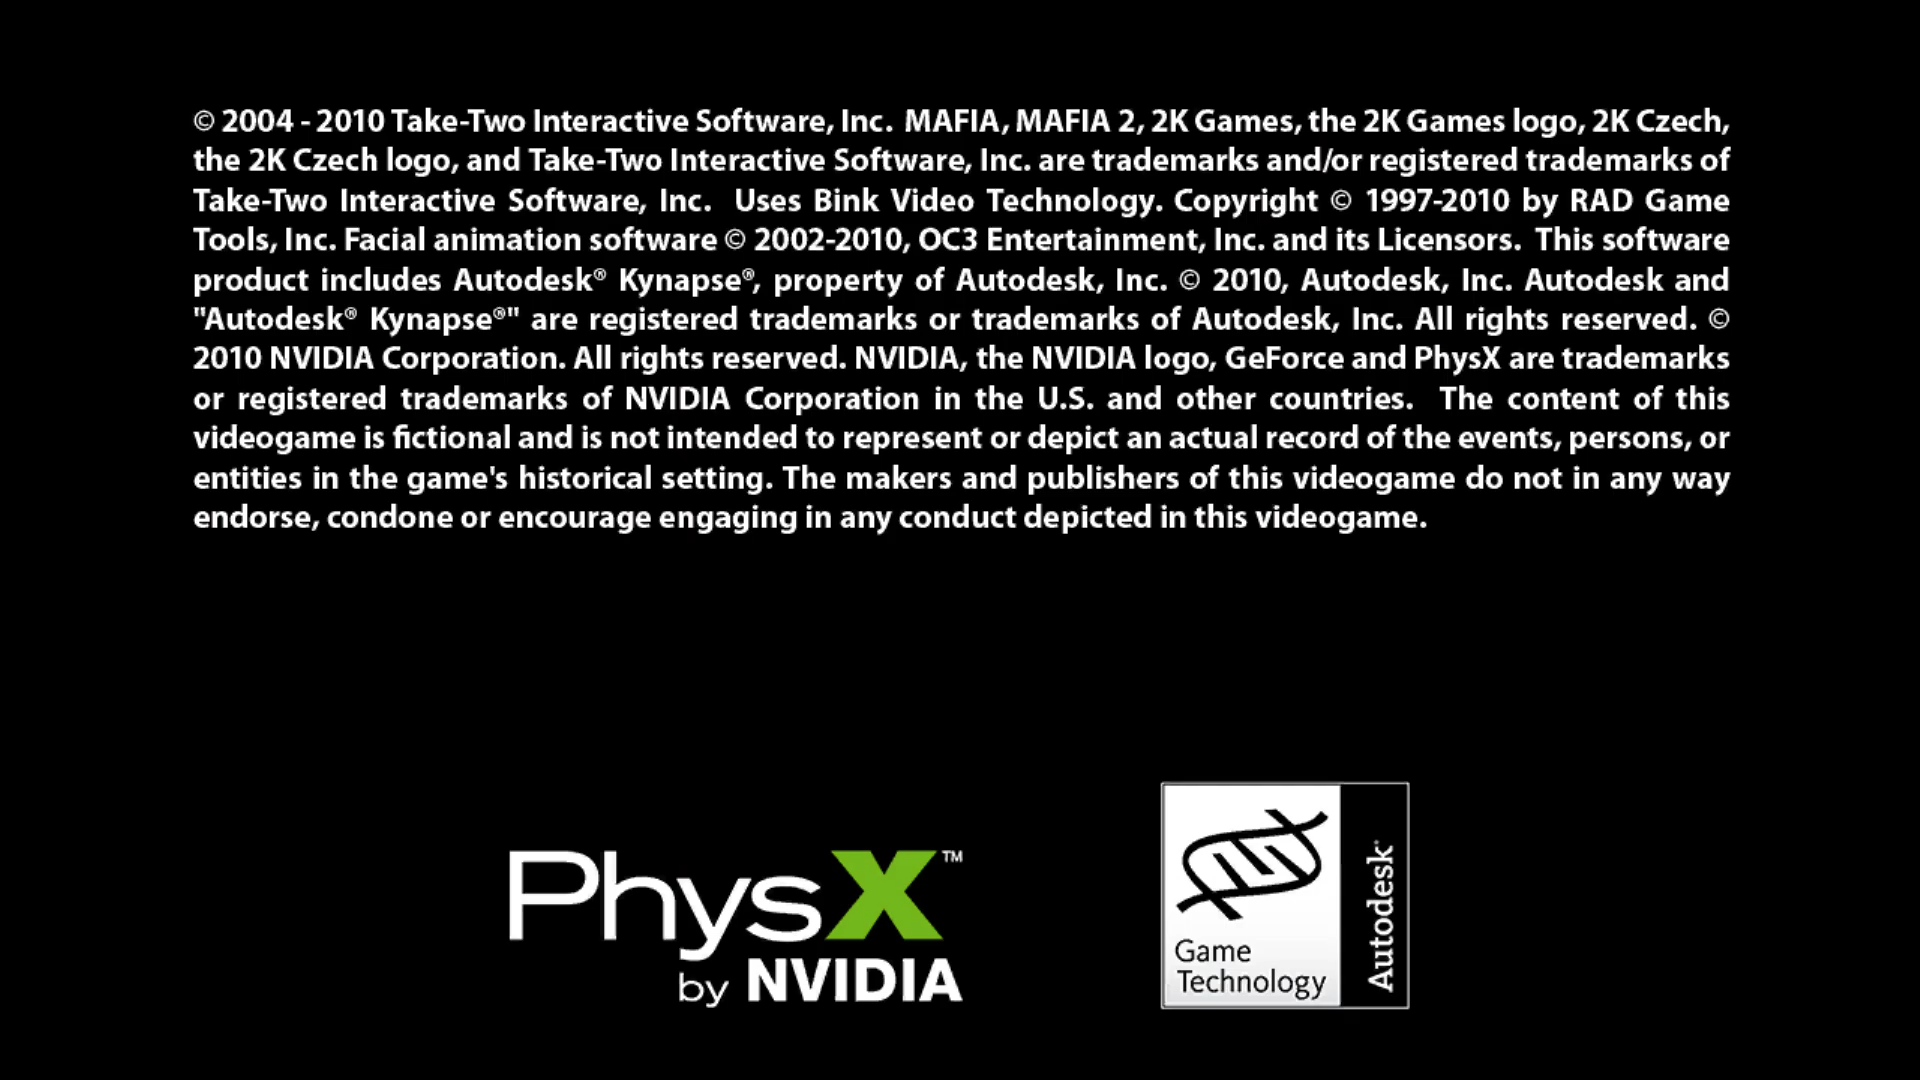 © 2004 - 2010 Take-Two Interactive Software, Inc. MAFIA, MAFIA 2, 2K Games, the 2K Games logo, 2K Czech,
the 2K Czech logo, and Take-Two Interactive Software, Inc. are trademarks and/or registered trademarks of
Take-Two Interactive Software, Inc. Uses Bink Video Technology. Copyright © 1997-2010 by RAD Game
Tools, Inc. Facial animation software © 2002-2010, OC3 Entertainment, Inc. and its Licensors. This software
product includes Autodesk® Kynapse®, property of Autodesk, Inc. © 2010, Autodesk, Inc. Autodesk and
"Autodesk® Kynapse®" are registered trademarks or trademarks of Autodesk, Inc. All rights reserved. ©
2010 NVIDIA Corporation. All rights reserved. NVIDIA, the NVIDIA logo, GeForce and PhysX are trademarks
or registered trademarks of NVIDIA Corporation in the U.S. and other countries. The content of this
videogame is fictional and is not intended to represent or depict an actual record of the events, persons, or
entities in the game's historical setting. The makers and publishers of this videogame do not in any way
endorse, condone or encourage engaging in any conduct depicted in this videogame.
PhysX™
by NVIDIA
Game
Technology
Autodesk®